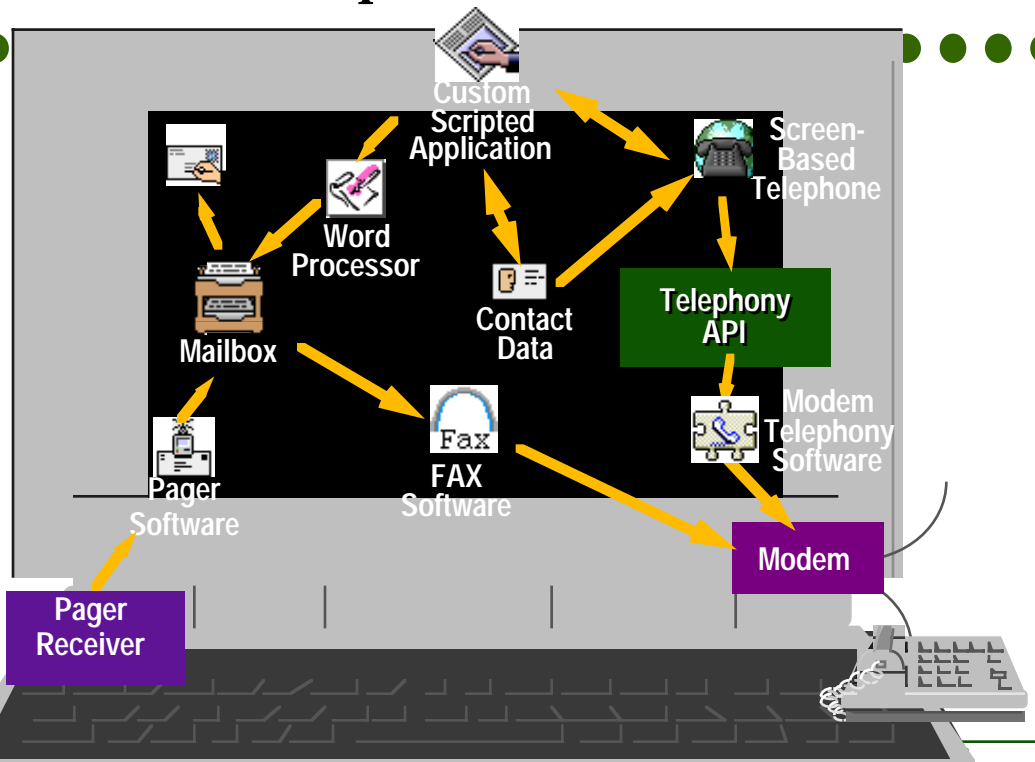 Custom
Scripted
Application
Screen-
Based
Telephone
Word
Processor
Contact
Data
Telephony
API
Mailbox
Fax
FAX
Software
Modem
Telephony
Software
Pager
Software
Modem
Pager
Receiver